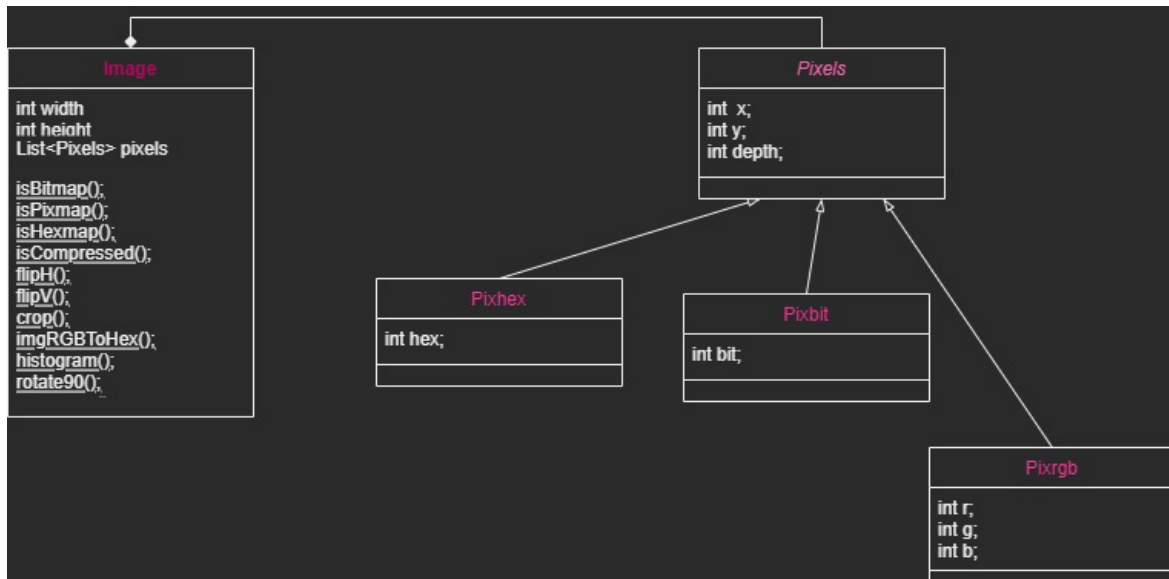 Image
int width
int height
List<Pixels> pixels
isBitmap();
isPixmap();
isHexmap();
isCompressed();
flipH();
flipV();
crop();
imgRGBToHex();
histogram();
rotate90();
Pixels
int x;
int y;
int depth;
Pixhex
int hex;
Pixbit
int bit;
Pixrgb
int r;
int g;
int b;